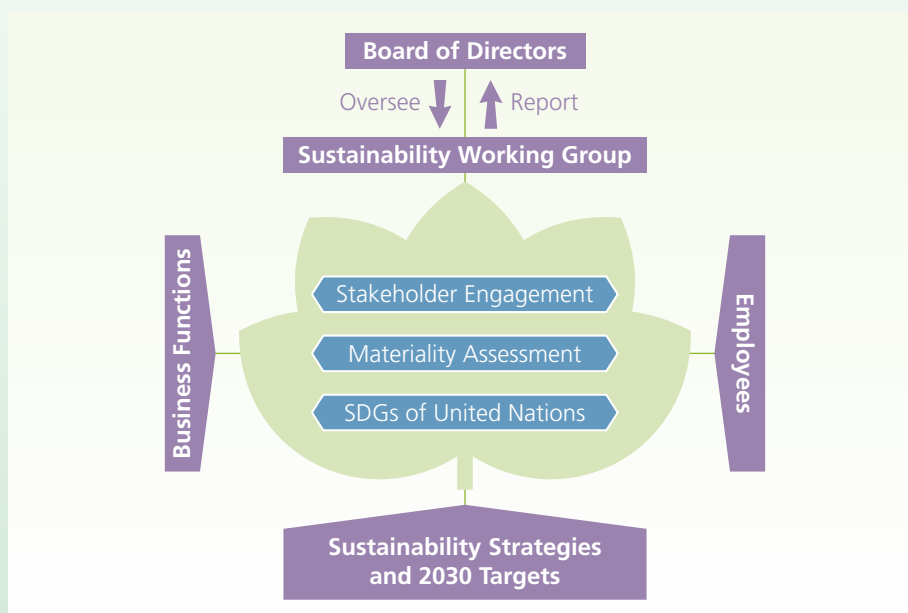 Board of Directors
Oversee
Report
Sustainability Working Group
Business Functions
Stakeholder Engagement
Materiality Assessment
SDGs of United Nations
Employees
Sustainability Strategies
and 2030 Targets